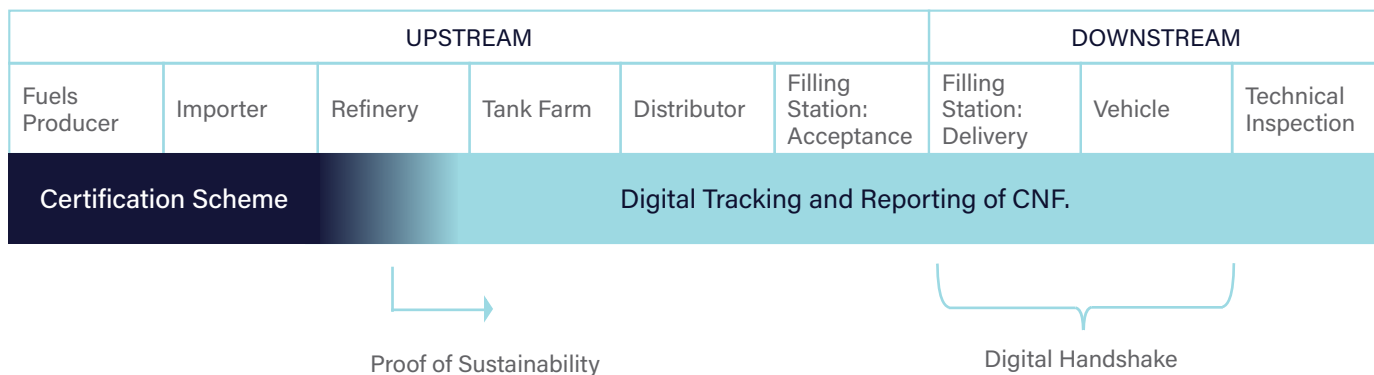 UPSTREAM
DOWNSTREAM
Fuels
Producer
Importer
Refinery
Tank Farm
Distributor
Filling
Station:
Acceptance
Filling
Station:
Delivery
Vehicle
Technical
Inspection
Certification Scheme
Digital Tracking and Reporting of CNF.
Proof of Sustainability
Digital Handshake